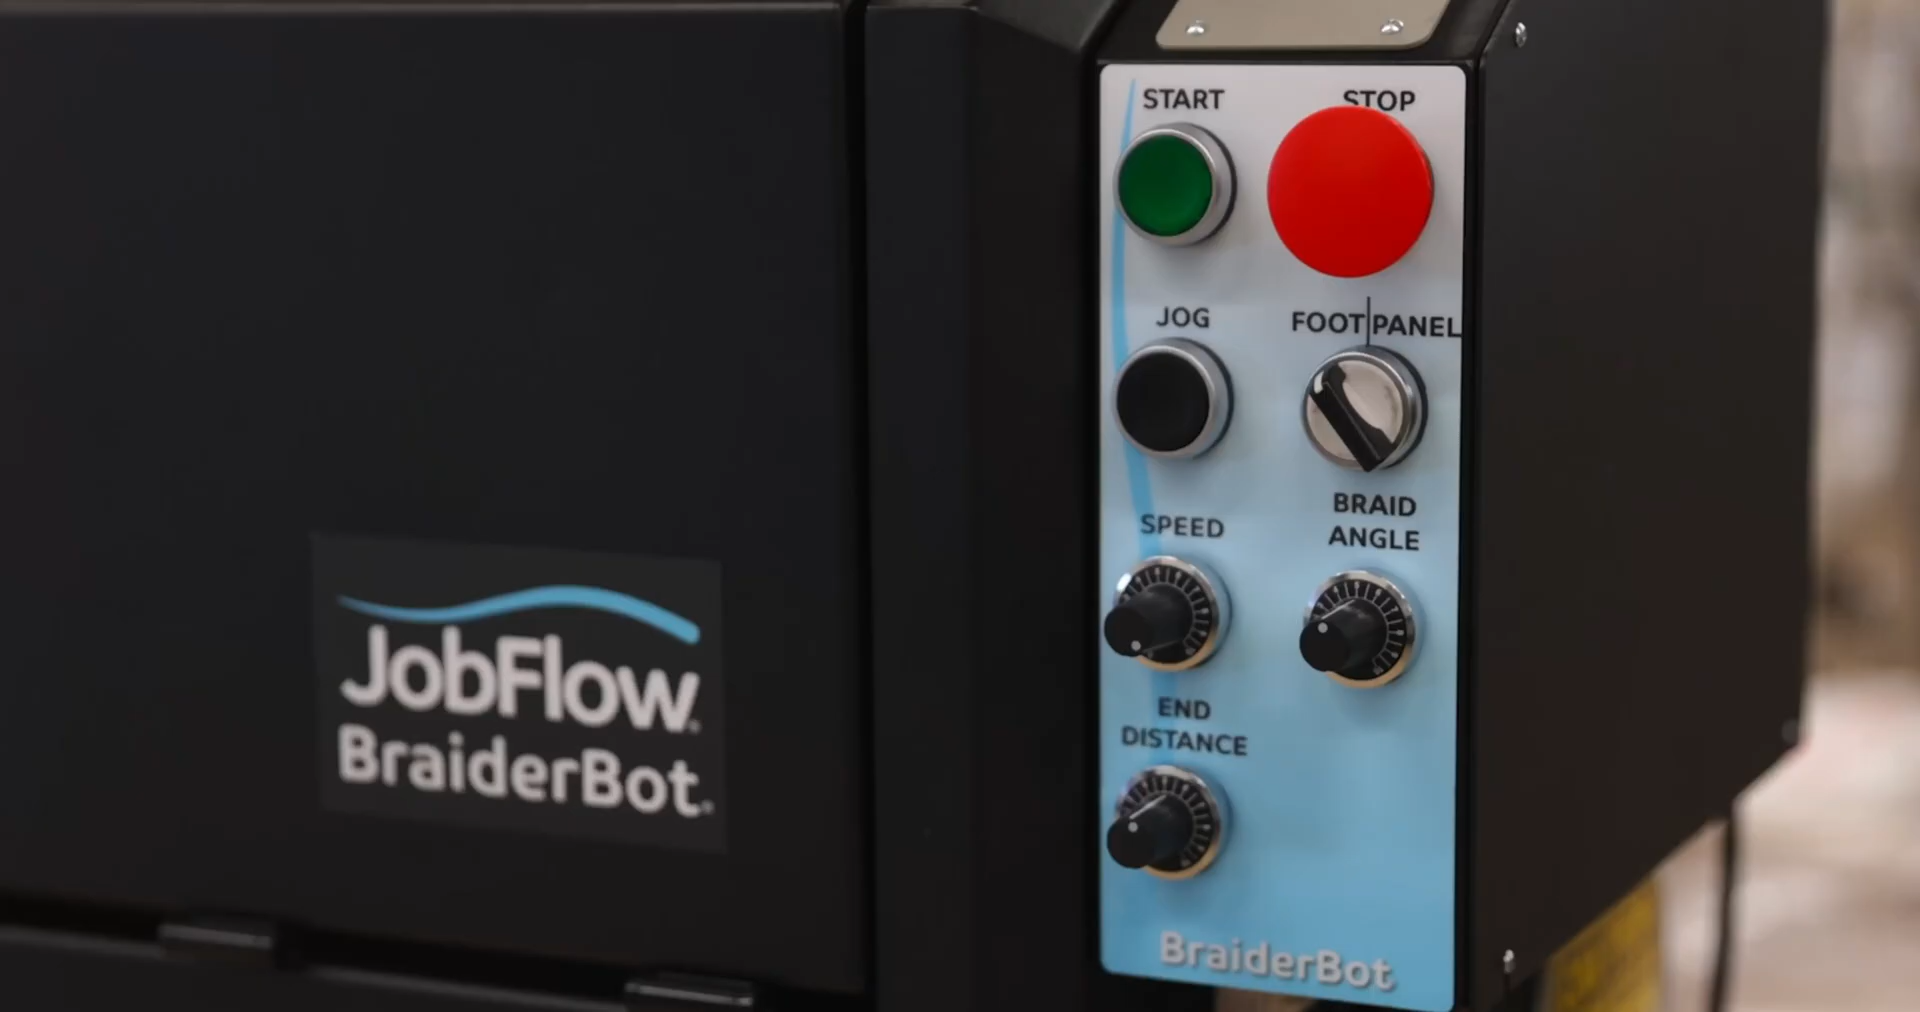 START
STOP
JOG
FOOT|PANEL
SPEED
BRAID
ANGLE
END
DISTANCE
BraiderBot
JobFlow®
BraiderBot®